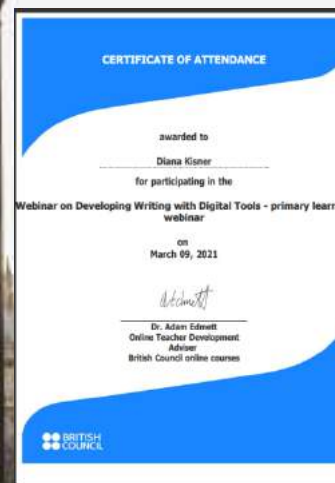 CERTIFICATE OF ATTENDANCE
awarded to
Diana Kisner
for participating in the
Webinar on Developing Writing with Digital Tools - primary learn
webinar
on
March 09, 2021
Dr. Adam Edmett
Online Teacher Development
Adviser
British Council online courses
BRITISH
COUNCIL